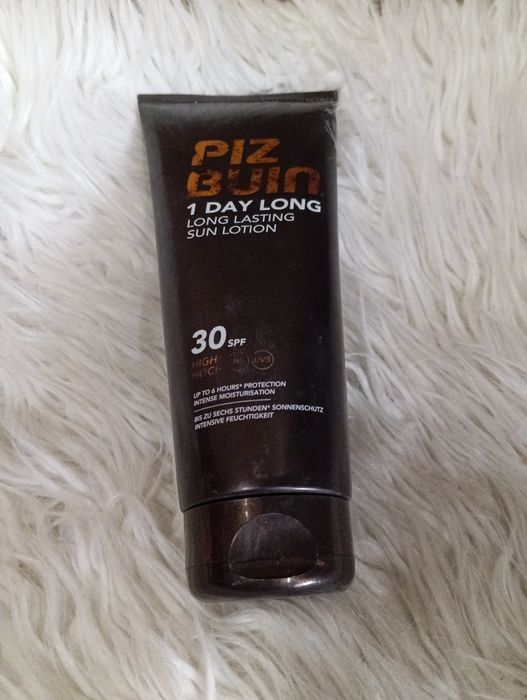 PIZ
BUIN
1 DAY LONG
LONG LASTING
SUN LOTION
30 SPF
HIGH/ UVB
HOCH
UP TO 6 HOURS* PROTECTION
INTENSE MOISTURISATION
BIS ZU SECHS STUNDEN* SONNENSCHUTZ
INTENSIVE FEUCHTIGKEIT